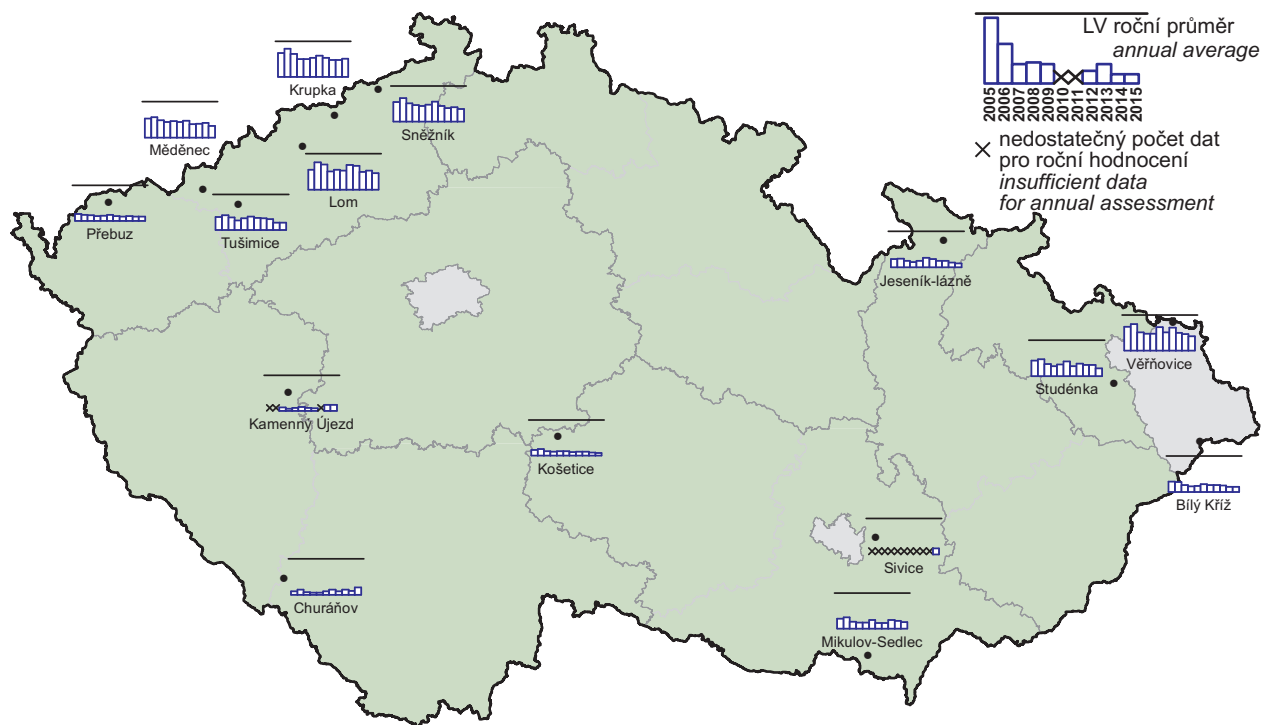 LV roční průměr
annual average
2005 2006 2007 2008 2009 2010 2011 2012 2013 2014 2015
nedostatečný počet dat
pro roční hodnocení
insufficient data
for annual assessment
Krupka
Sněžník
Měděnec
Lom
Přebuz
Tušimice
Jeseník-lázně
Věřňovice
Studénka
Kamenný Újezd
Košetice
Bílý Kříž
Sivice
Churáňov
Mikulov-Sedlec